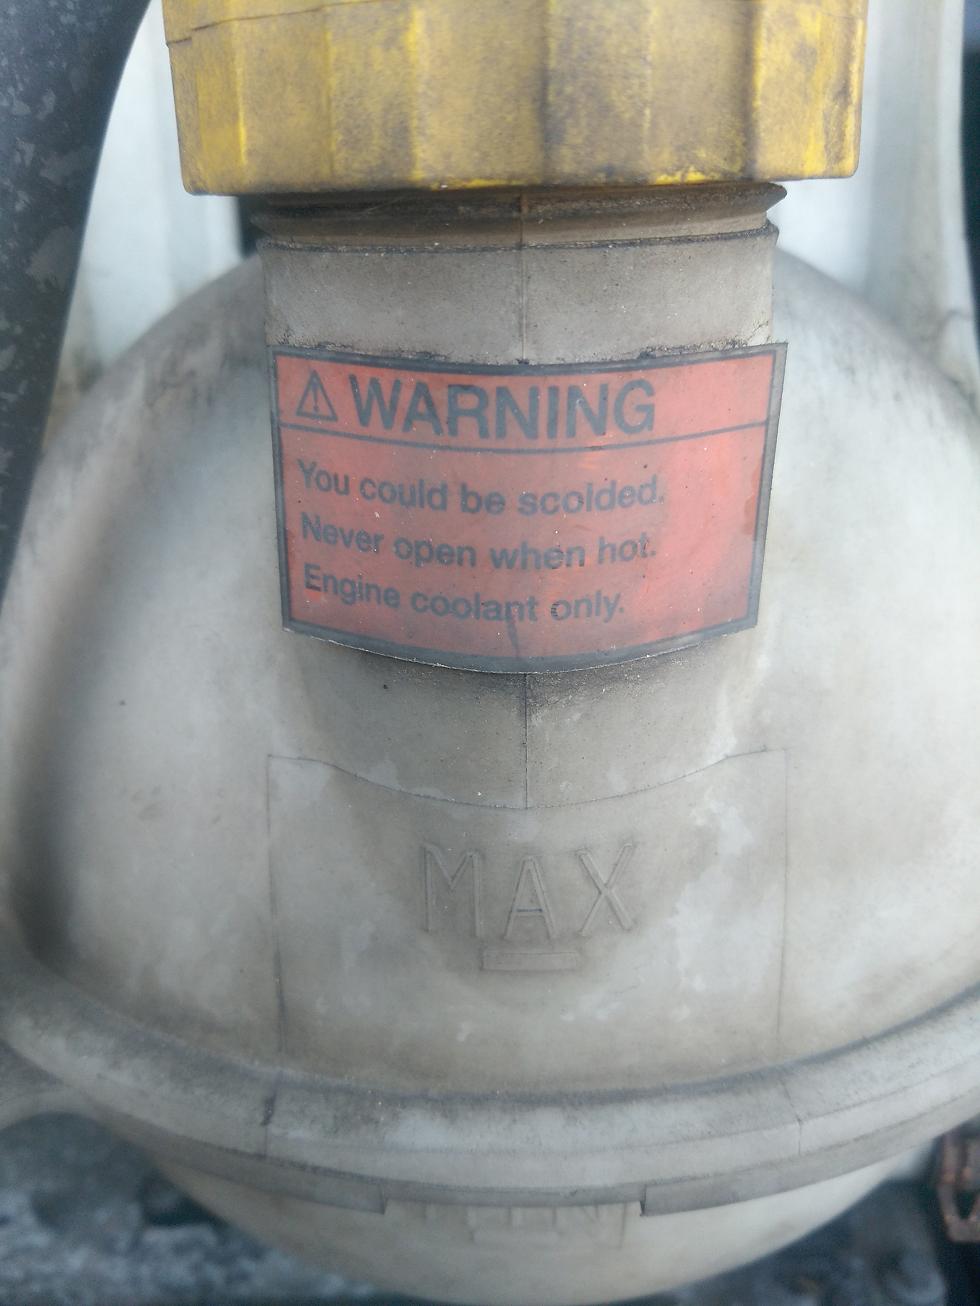 WARNING
You could be scolded.
Never open when hot.
Engine coolant only.
MAX